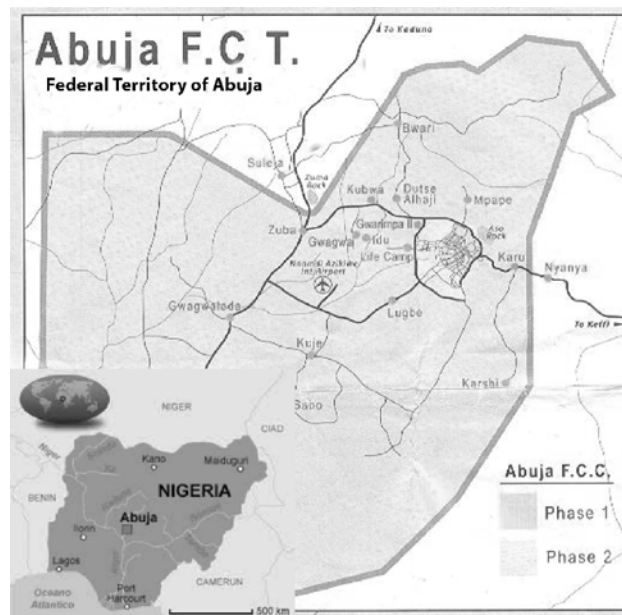 Abuja F.C.T.
Federal Territory of Abuja
To Kaduna
Bwari
Suleja
Zuma
Rock
Kubwa
Dutse
Alhaji
Mpape
Zuba
Gwarimpa II
Aso
Rock
Gwagwa
Idu
Life Camp
Karu
Nyanya
Nnamdi Azikiwe
Int/Airport
Gwagwalada
Lugbe
To Keffi
Kuje
Karshi
Sabo
NIGER
CIAD
Niger
Kano
Maiduguri
BENIN
NIGERIA
Abuja
Ilorin
Lagos
Port
Harcourt
Oceano
Atlantico
CAMERUN
500 km
Abuja F.C.C.
Phase 1
Phase 2